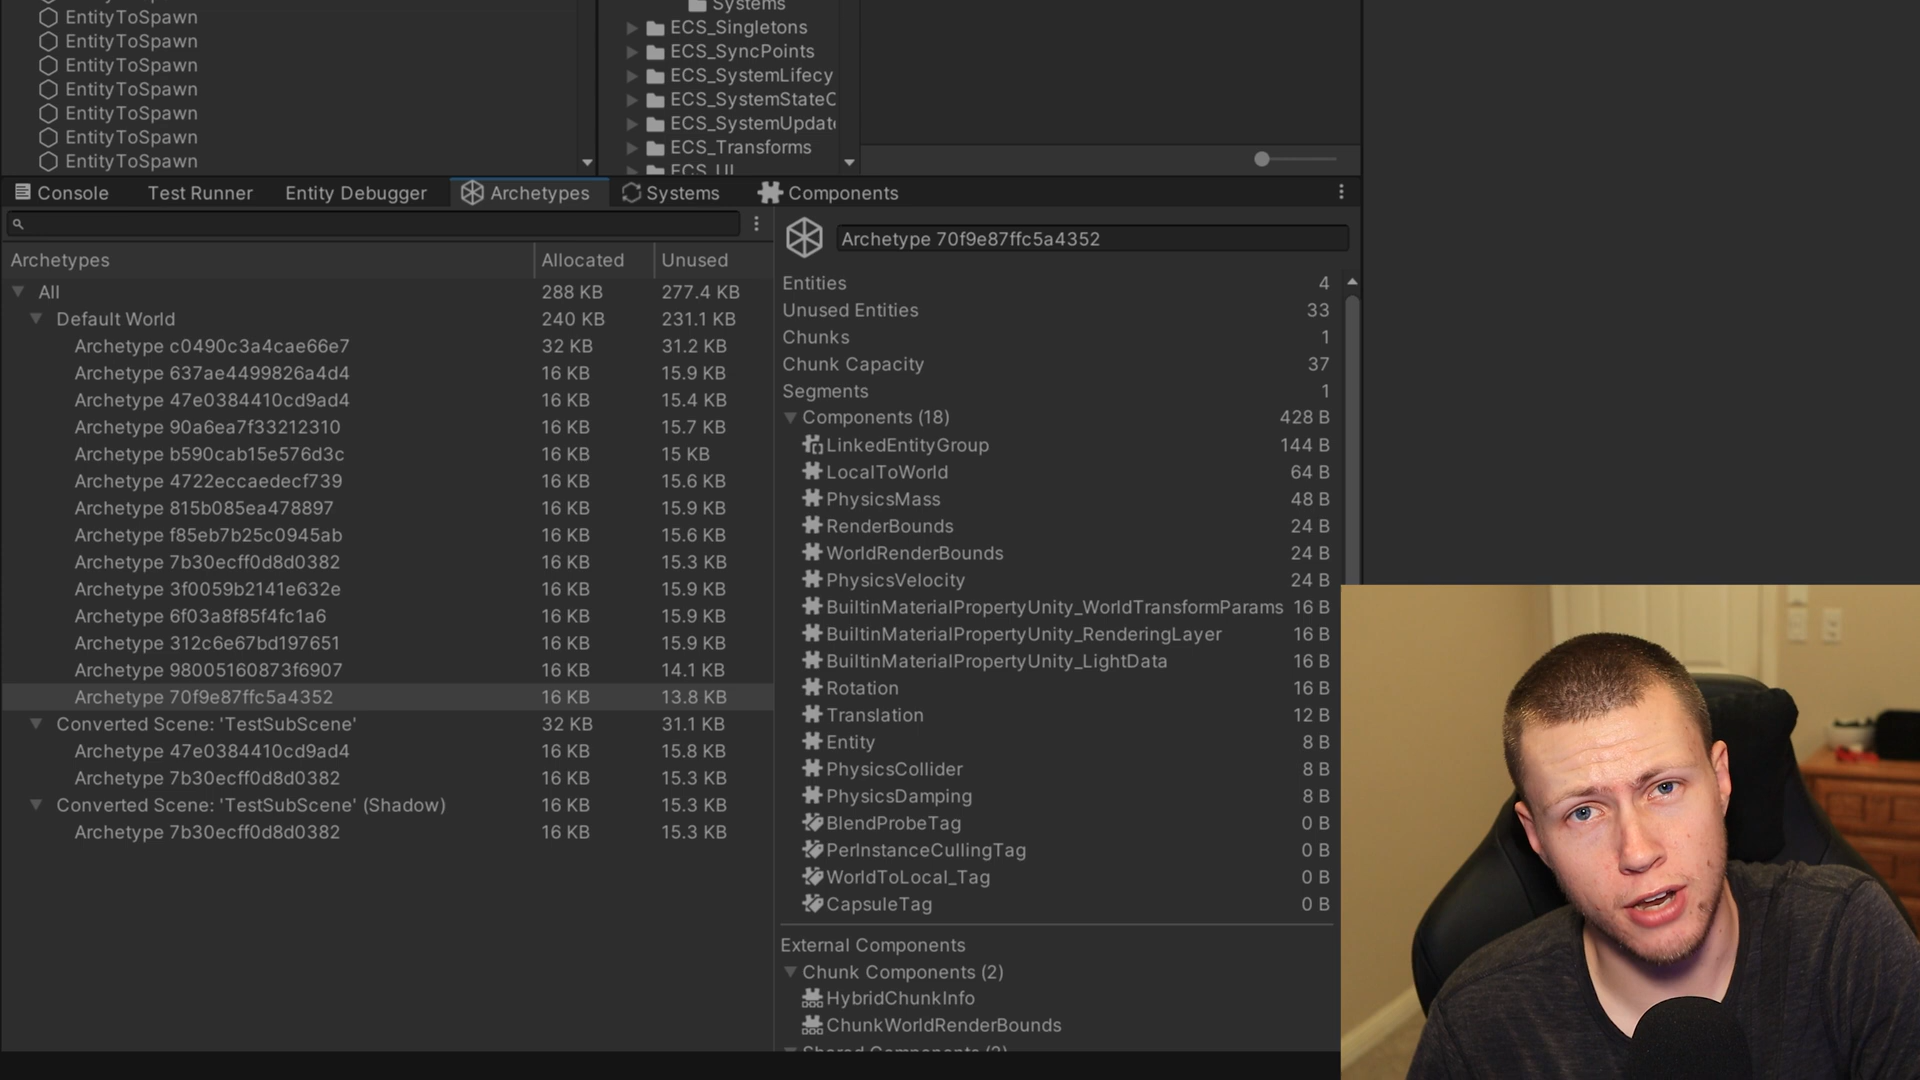 EntityToSpawn
EntityToSpawn
EntityToSpawn
EntityToSpawn
EntityToSpawn
EntityToSpawn
EntityToSpawn
Systems
ECS_Singletons
ECS_SyncPoints
ECS_SystemLifecy
ECS_SystemStateC
ECS_SystemUpdate
ECS_Transforms
ECS_UI
Console Test Runner Entity Debugger Archetypes Systems Components
Archetypes Allocated Unused
All 288 KB 277.4 KB
Default World 240 KB 231.1 KB
Archetype c0490c3a4cae66e7 32 KB 31.2 KB
Archetype 637ae4499826a4d4 16 KB 15.9 KB
Archetype 47e0384410cd9ad4 16 KB 15.4 KB
Archetype 90a6ea7f33212310 16 KB 15.7 KB
Archetype b590cab15e576d3c 16 KB 15 KB
Archetype 4722eccaedecf739 16 KB 15.6 KB
Archetype 815b085ea478897 16 KB 15.9 KB
Archetype f85eb7b25c0945ab 16 KB 15.6 KB
Archetype 7b30ecff0d8d0382 16 KB 15.3 KB
Archetype 3f0059b2141e632e 16 KB 15.9 KB
Archetype 6f03a8f85f4fc1a6 16 KB 15.9 KB
Archetype 312c6e67bd197651 16 KB 15.9 KB
Archetype 98005160873f6907 16 KB 14.1 KB
Archetype 70f9e87ffc5a4352 16 KB 13.8 KB
Converted Scene: 'TestSubScene' 32 KB 31.1 KB
Archetype 47e0384410cd9ad4 16 KB 15.8 KB
Archetype 7b30ecff0d8d0382 16 KB 15.3 KB
Converted Scene: 'TestSubScene' (Shadow) 16 KB 15.3 KB
Archetype 7b30ecff0d8d0382 16 KB 15.3 KB
Archetype 70f9e87ffc5a4352
Entities 4
Unused Entities 33
Chunks 1
Chunk Capacity 37
Segments 1
Components (18) 428 B
LinkedEntityGroup 144 B
LocalToWorld 64 B
PhysicsMass 48 B
RenderBounds 24 B
WorldRenderBounds 24 B
PhysicsVelocity 24 B
BuiltinMaterialPropertyUnity_WorldTransformParams 16 B
BuiltinMaterialPropertyUnity_RenderingLayer 16 B
BuiltinMaterialPropertyUnity_LightData 16 B
Rotation 16 B
Translation 12 B
Entity 8 B
PhysicsCollider 8 B
PhysicsDamping 8 B
BlendProbeTag 0 B
PerInstanceCullingTag 0 B
WorldToLocal_Tag 0 B
CapsuleTag 0 B
External Components
Chunk Components (2)
HybridChunkInfo
ChunkWorldRenderBounds
Shared Components